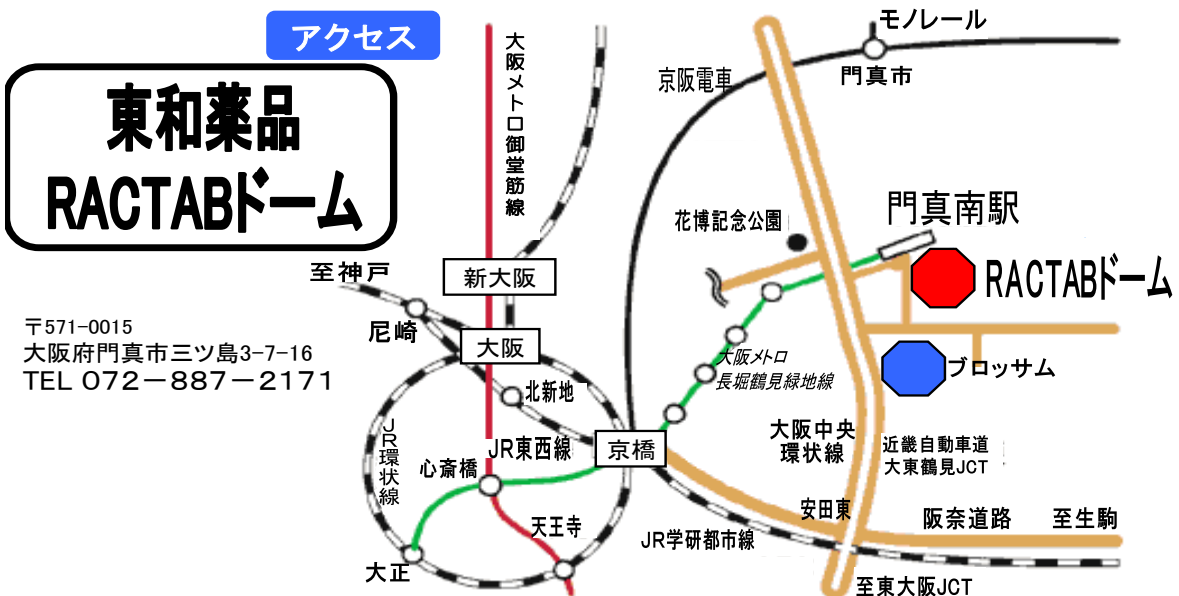 アクセス
東和薬品
RACTABドーム
〒571-0015
大阪府門真市三ツ島3-7-16
TEL 072－887－2171
大阪メトロ御堂筋線
モノレール
京阪電車
門真市
花博記念公園
門真南駅
RACTABドーム
至神戸
新大阪
尼崎
大阪
大阪メトロ
長堀鶴見緑地線
ブロッサム
北新地
JR環状線
JR東西線
京橋
大阪中央
環状線
近畿自動車道
大東鶴見JCT
心斎橋
天王寺
安田東
阪奈道路
至生駒
JR学研都市線
大正
至東大阪JCT